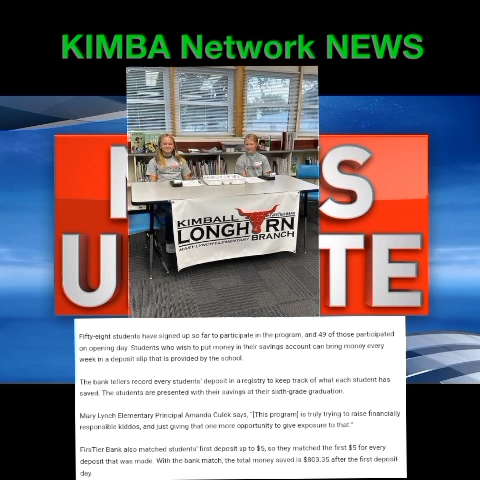 KIMBA Network NEWS
S
KIMBALL
LONGHORN
MARY LYNCH ELEMENTARY BRANCH
U TE
Fifty-eight students have signed up so far to participate in the program, and 49 of those participated
on opening day. Students who wish to put money in their savings account can bring money every
week in a deposit slip that is provided by the school.
The bank tellers record every students' deposit in a registry to keep track of what each student has
saved. The students are presented with their savings at their sixth-grade graduation.
Mary Lynch Elementary Principal Amanda Culek says, "[This program] is truly trying to raise financially
responsible kiddos, and just giving that one more opportunity to give exposure to that."
FirsTier Bank also matched students' first deposit up to $5, so they matched the first $5 for every
deposit that was made. With the bank match, the total money saved is $803.35 after the first deposit
day.